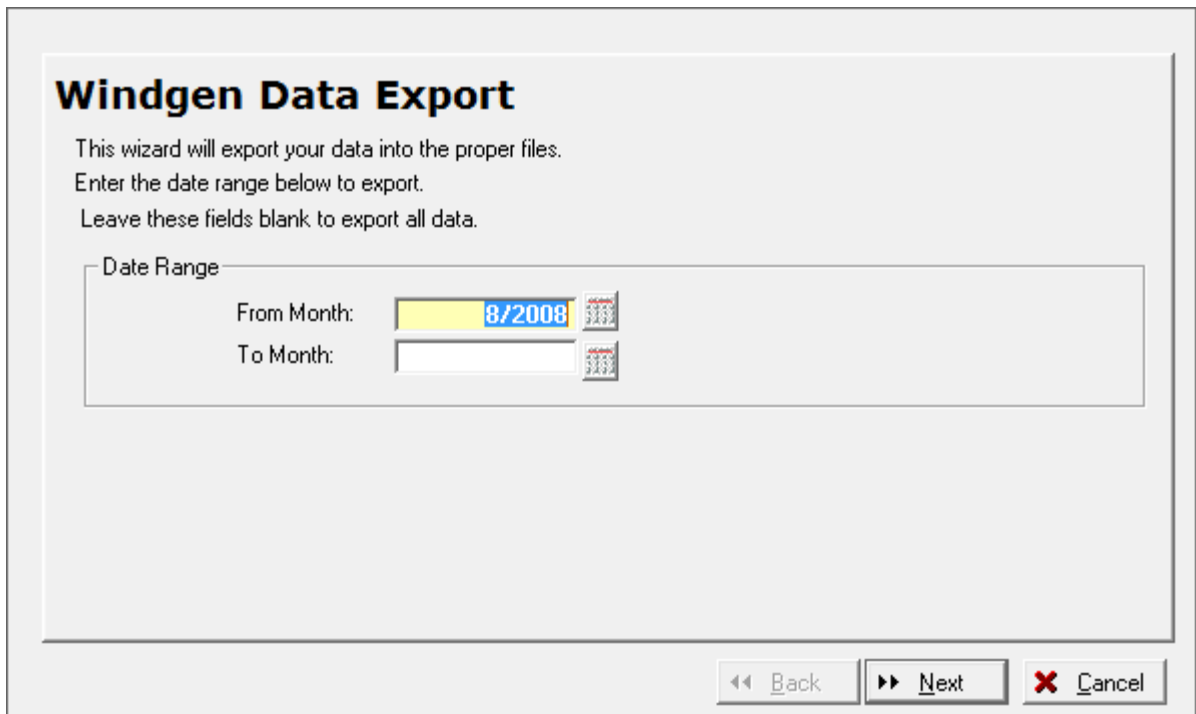 Windgen Data Export
This wizard will export your data into the proper files.
Enter the date range below to export.
Leave these fields blank to export all data.
Date Range
From Month: 8/2008
To Month:
Back Next Cancel